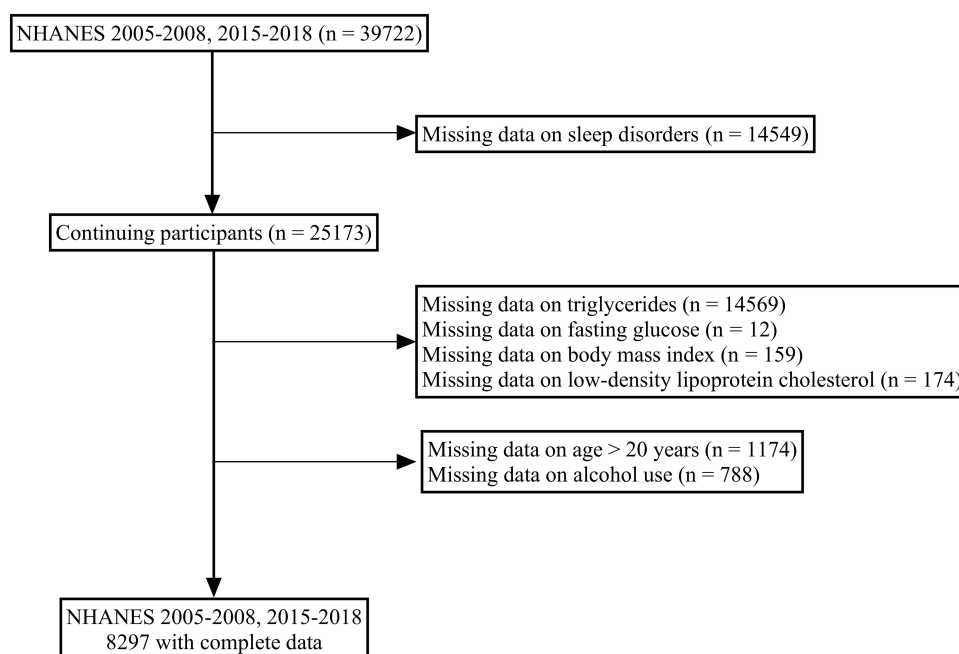 NHANES 2005-2008, 2015-2018 (n = 39722)
Missing data on sleep disorders (n = 14549)
Continuing participants (n = 25173)
Missing data on triglycerides (n = 14569)
Missing data on fasting glucose (n = 12)
Missing data on body mass index (n = 159)
Missing data on low-density lipoprotein cholesterol (n = 174)
Missing data on age > 20 years (n = 1174)
Missing data on alcohol use (n = 788)
NHANES 2005-2008, 2015-2018
8297 with complete data